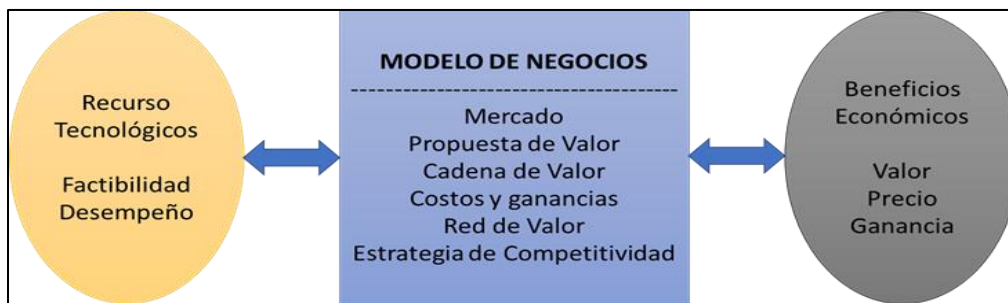 Recurso
Tecnológicos
Factibilidad
Desempeño
MODELO DE NEGOCIOS
---------------------------------------
Mercado
Propuesta de Valor
Cadena de Valor
Costos y ganancias
Red de Valor
Estrategia de Competitividad
Beneficios
Económicos
Valor
Precio
Ganancia